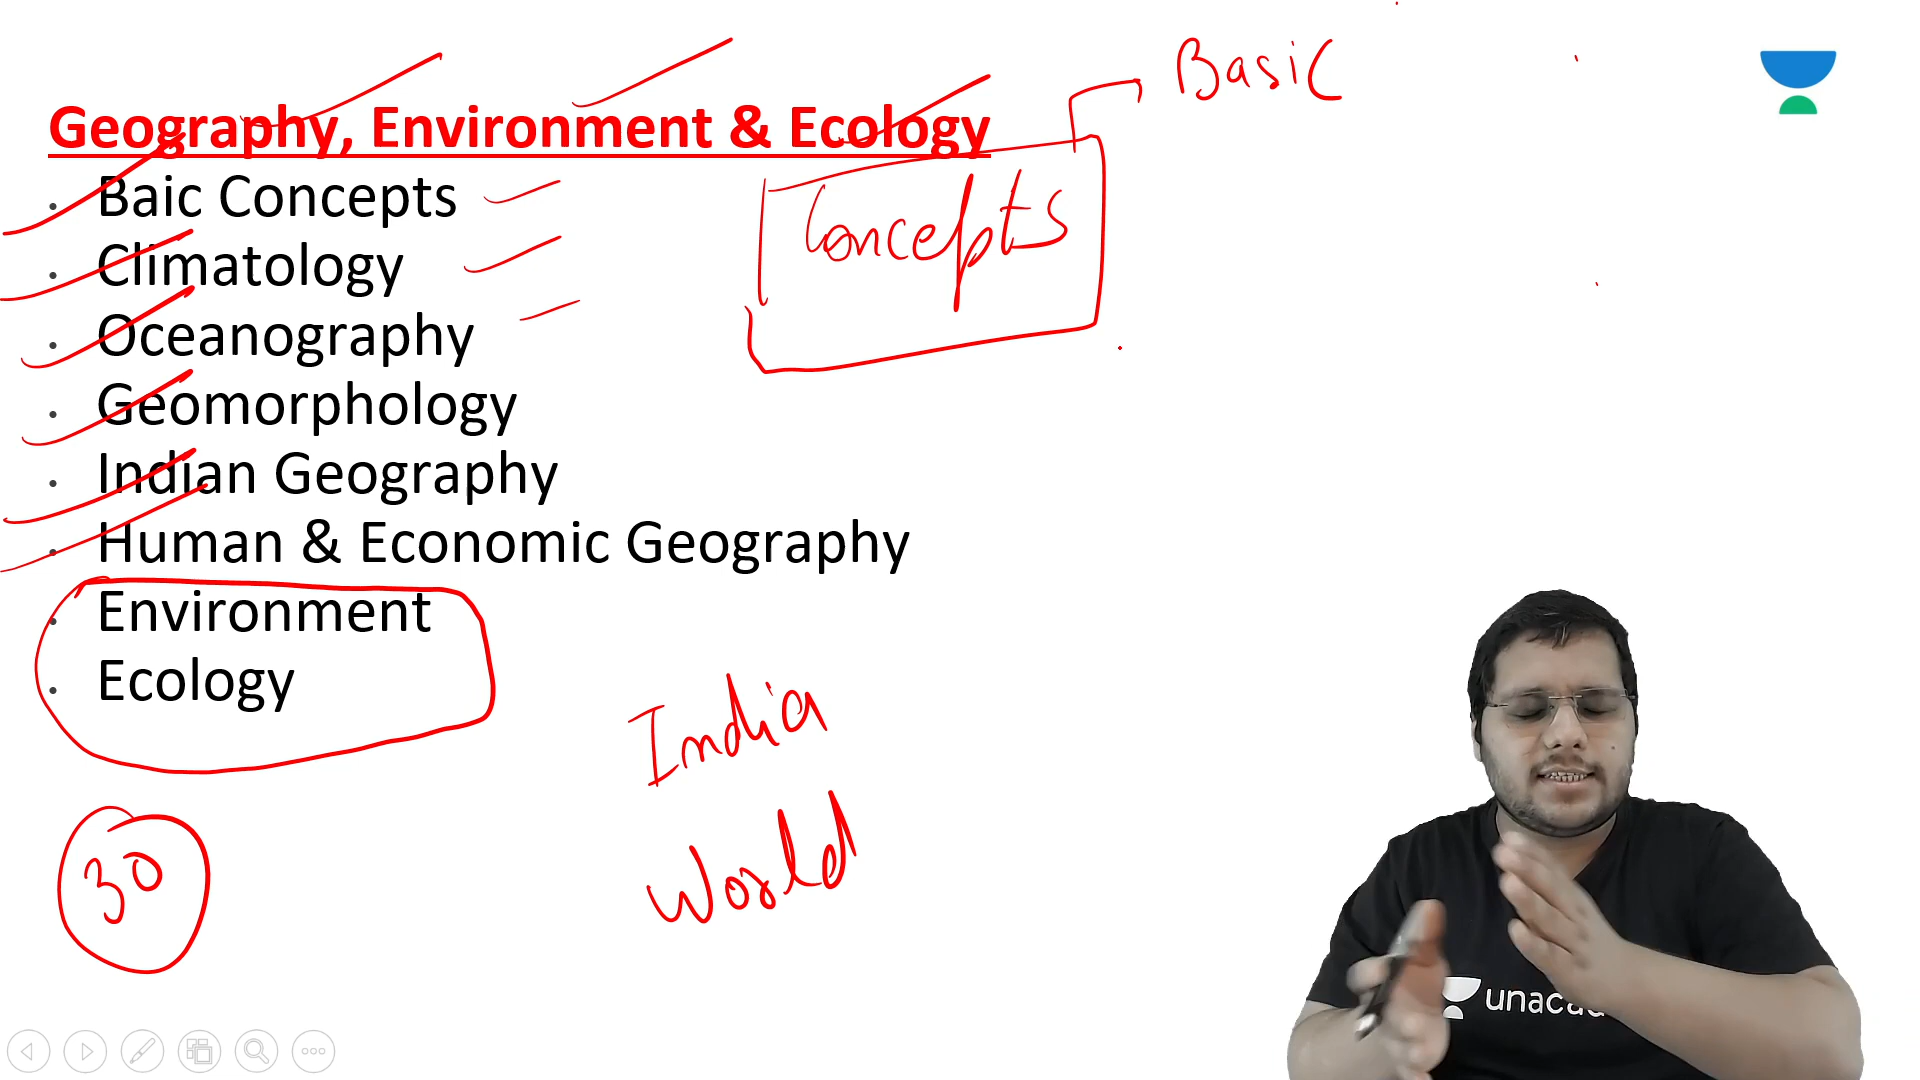 Basic
Geography, Environment & Ecology
• Baic Concepts
Concepts
• Climatology
• Oceanography
• Geomorphology
• Indian Geography
• Human & Economic Geography
• Environment
• Ecology
India
World
30